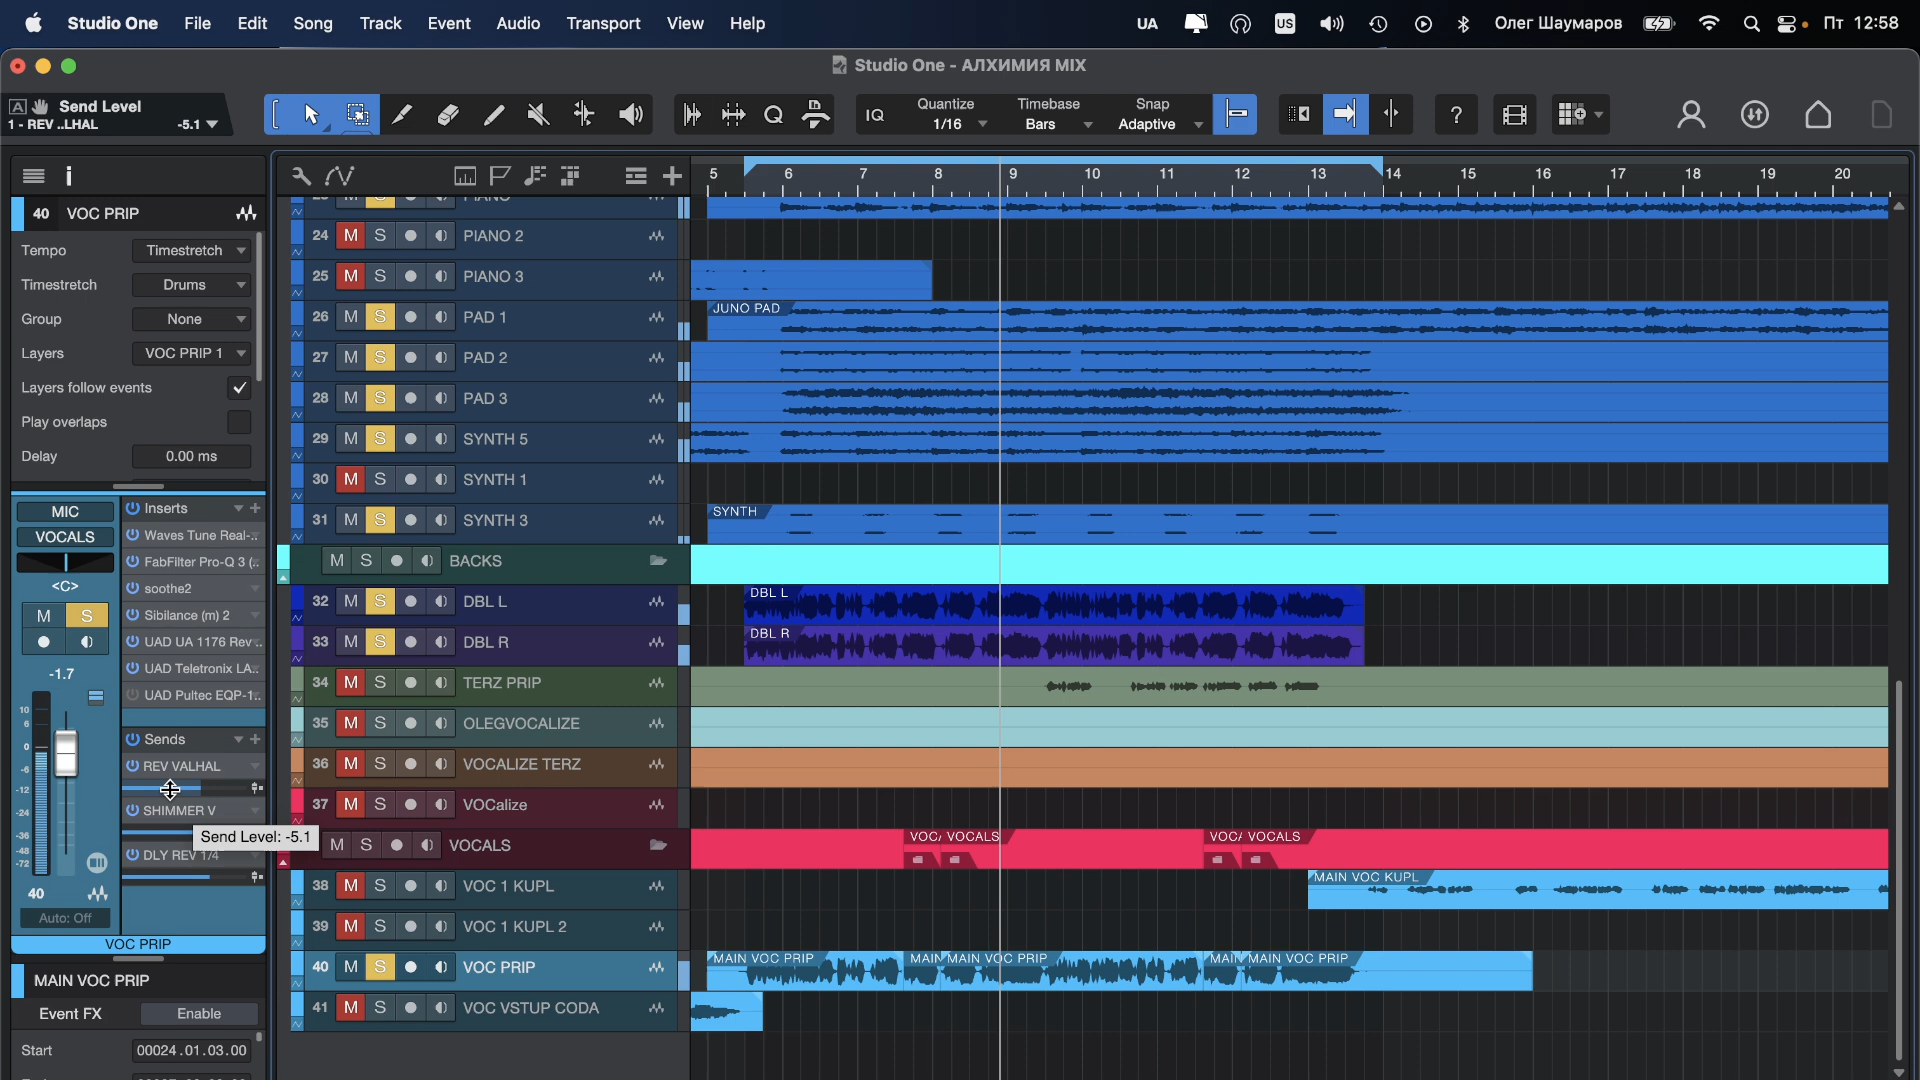 Studio One File Edit Song Track Event Audio Transport View Help UA US Олег Шаумаров Пт 12:58
Studio One - АЛХИМИЯ MIX
A Send Level
1 - REV ..LHAL -5.1
IQ
Quantize
1/16
Timebase
Bars
Snap
Adaptive
?
i
40 VOC PRIP
Tempo Timestretch
Timestretch Drums
Group None
Layers VOC PRIP 1
Layers follow events
Play overlaps
Delay 0.00 ms
MIC
VOCALS
<C>
M S
-1.7
10
6
0
-6
-12
-24
-36
-48
-72
40
Auto: Off
Inserts
Waves Tune Real-..
FabFilter Pro-Q 3 (..
soothe2
Sibilance (m) 2
UAD UA 1176 Rev..
UAD Teletronix LA..
UAD Pultec EQP-1..
Sends
REV VALHAL
SHIMMER V
Send Level: -5.1
DLY REV 1/4
VOC PRIP
MAIN VOC PRIP
Event FX Enable
Start 00024.01.03.00
5 6 7 8 9 10 11 12 13 14 15 16 17 18 19 20
24 M S PIANO 2
25 M S PIANO 3
26 M S PAD 1
JUNO PAD
27 M S PAD 2
28 M S PAD 3
29 M S SYNTH 5
30 M S SYNTH 1
31 M S SYNTH 3
SYNTH
M S BACKS
32 M S DBL L
DBL L
33 M S DBL R
DBL R
34 M S TERZ PRIP
35 M S OLEGVOCALIZE
36 M S VOCALIZE TERZ
37 M S VOCalize
M S VOCALS
VOC VOCALS VOC VOCALS
38 M S VOC 1 KUPL
MAIN VOC KUPL
39 M S VOC 1 KUPL 2
40 M S VOC PRIP
MAIN VOC PRIP MAIN MAIN VOC PRIP MAIN MAIN VOC PRIP
41 M S VOC VSTUP CODA